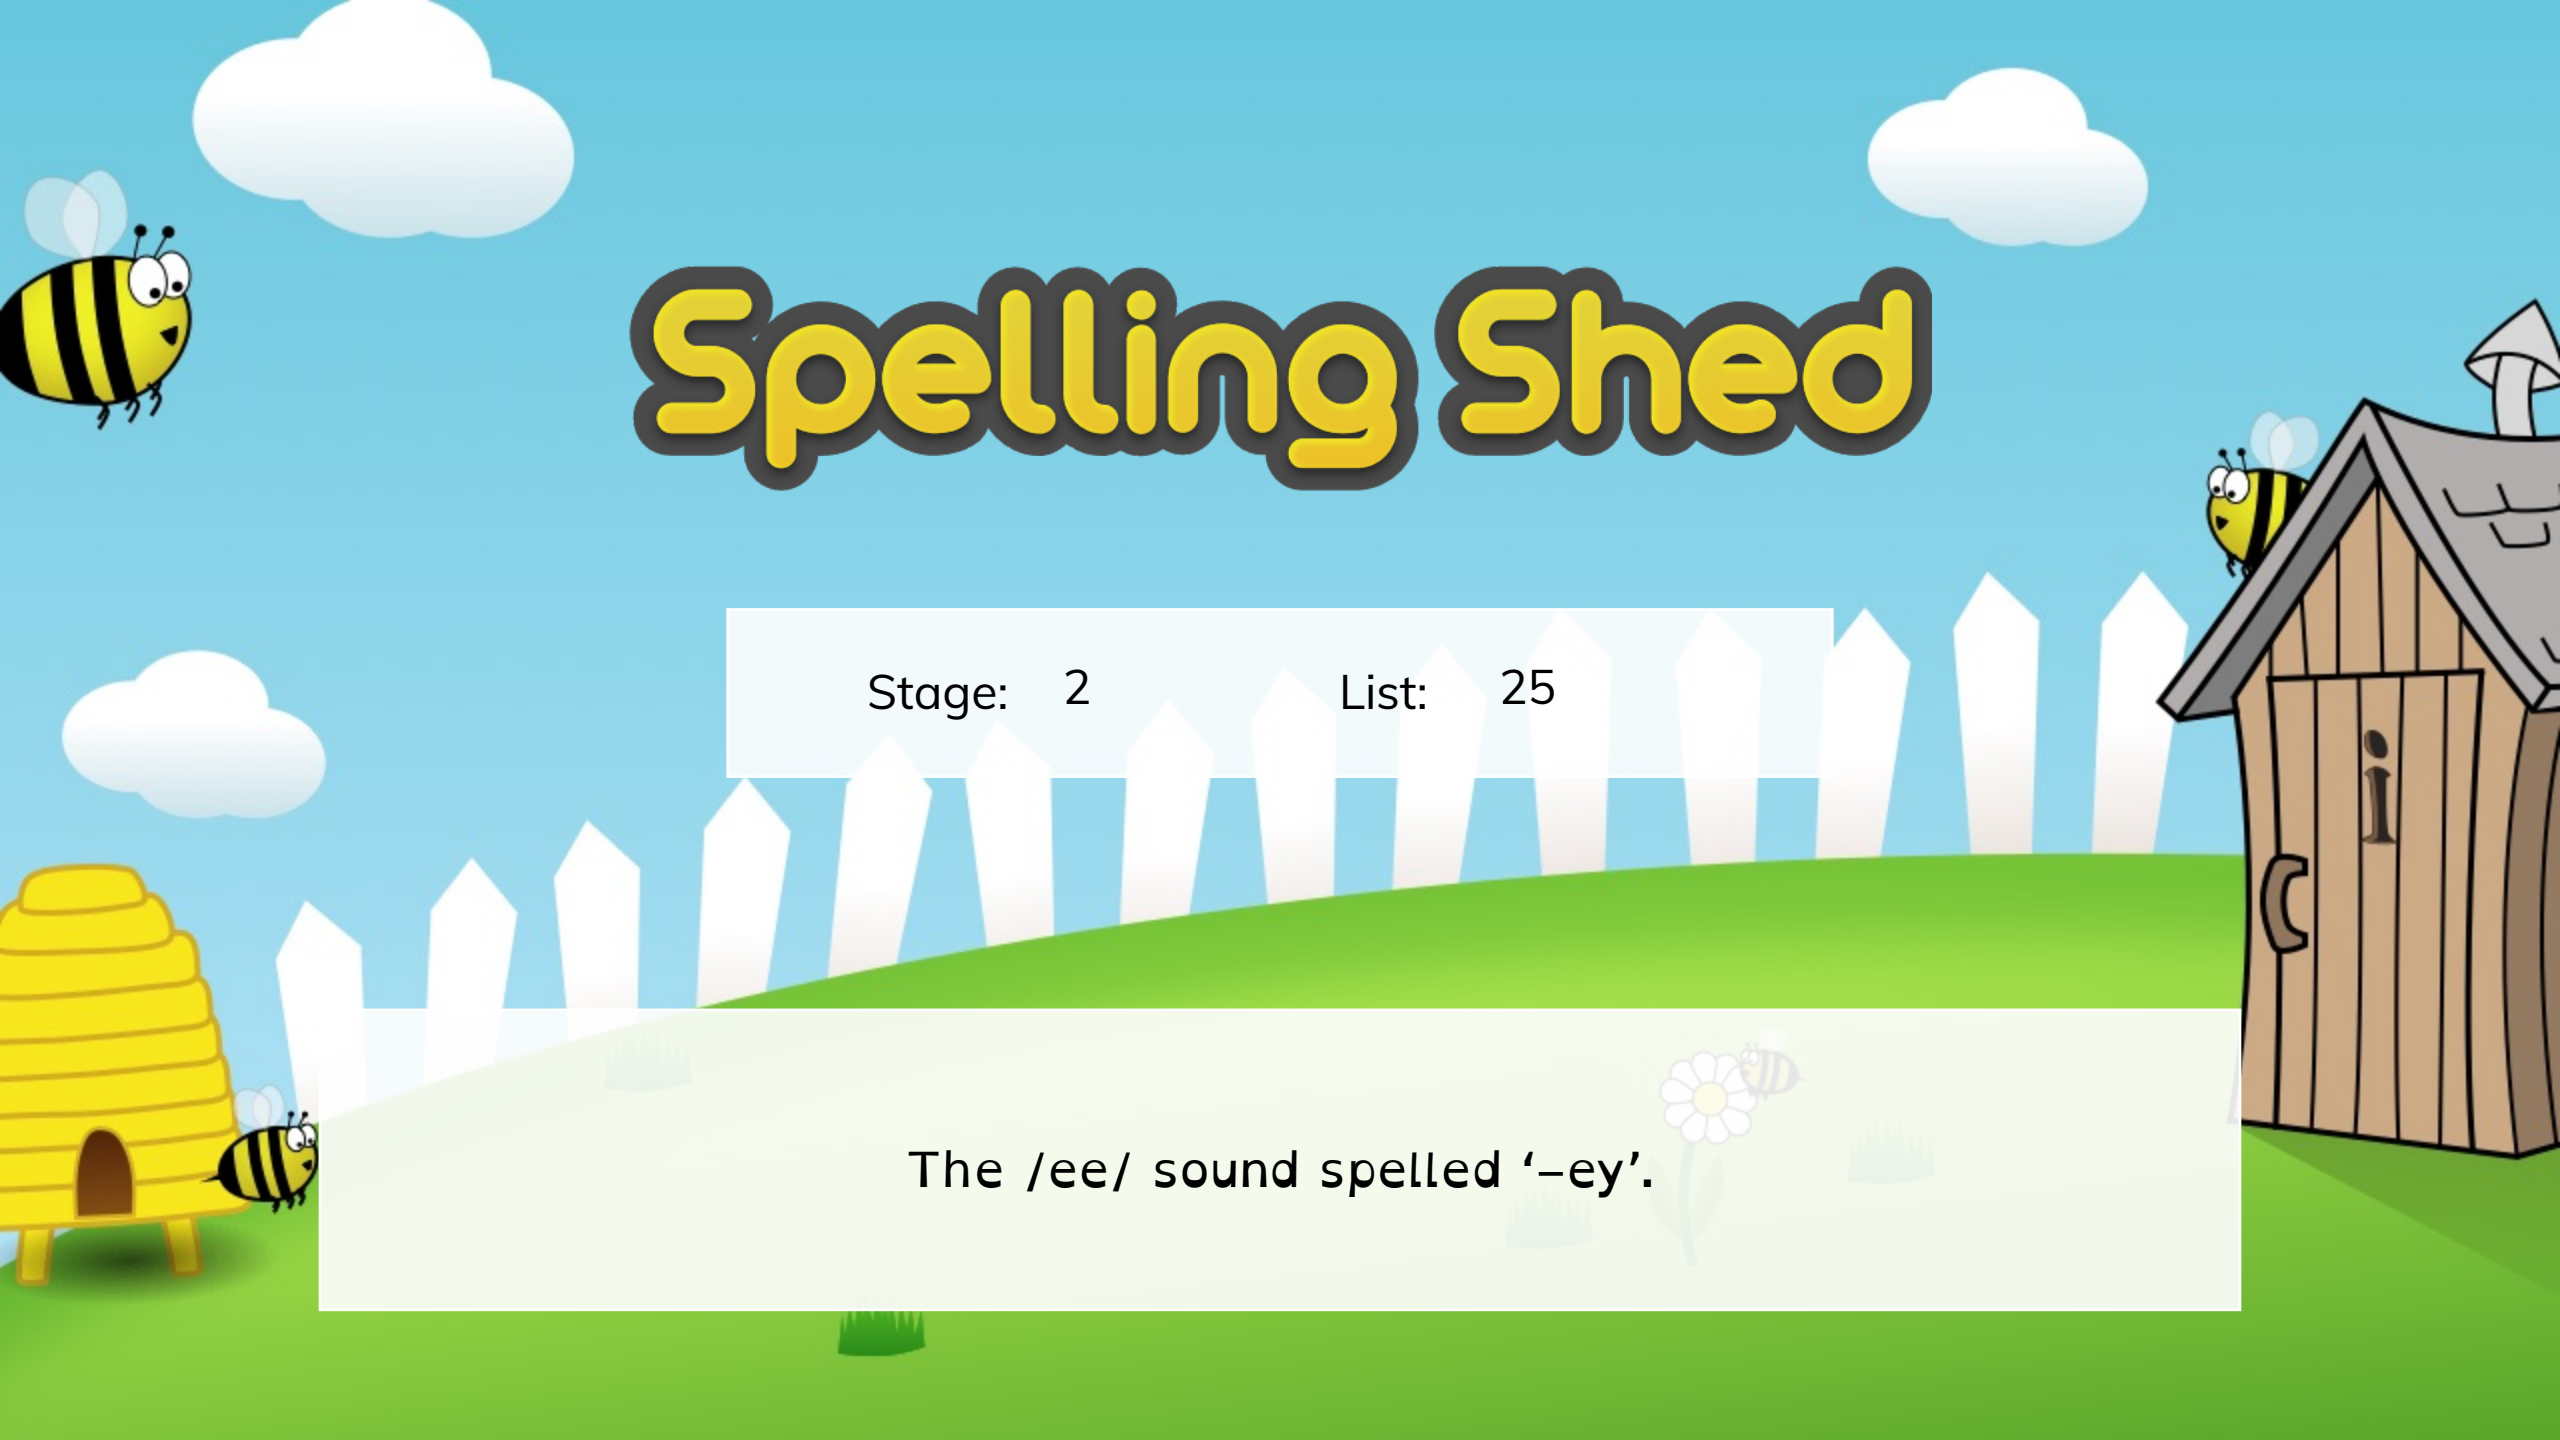 Spelling Shed
Stage: 2 List: 25
The /ee/ sound spelled ‘–ey’.
i